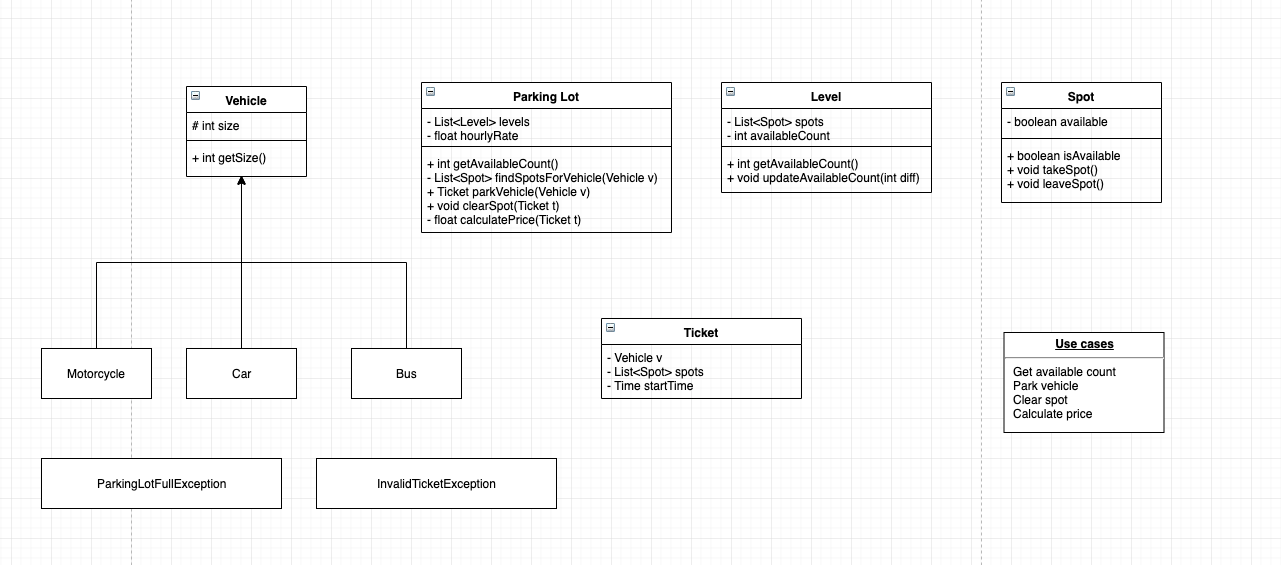 Vehicle
# int size
+ int getSize()
Parking Lot
- List<Level> levels
- float hourlyRate
+ int getAvailableCount()
- List<Spot> findSpotsForVehicle(Vehicle v)
+ Ticket parkVehicle(Vehicle v)
+ void clearSpot(Ticket t)
- float calculatePrice(Ticket t)
Level
- List<Spot> spots
- int availableCount
+ int getAvailableCount()
+ void updateAvailableCount(int diff)
Spot
- boolean available
+ boolean isAvailable
+ void takeSpot()
+ void leaveSpot()
Motorcycle
Car
Bus
Ticket
- Vehicle v
- List<Spot> spots
- Time startTime
Use cases
Get available count
Park vehicle
Clear spot
Calculate price
ParkingLotFullException
InvalidTicketException